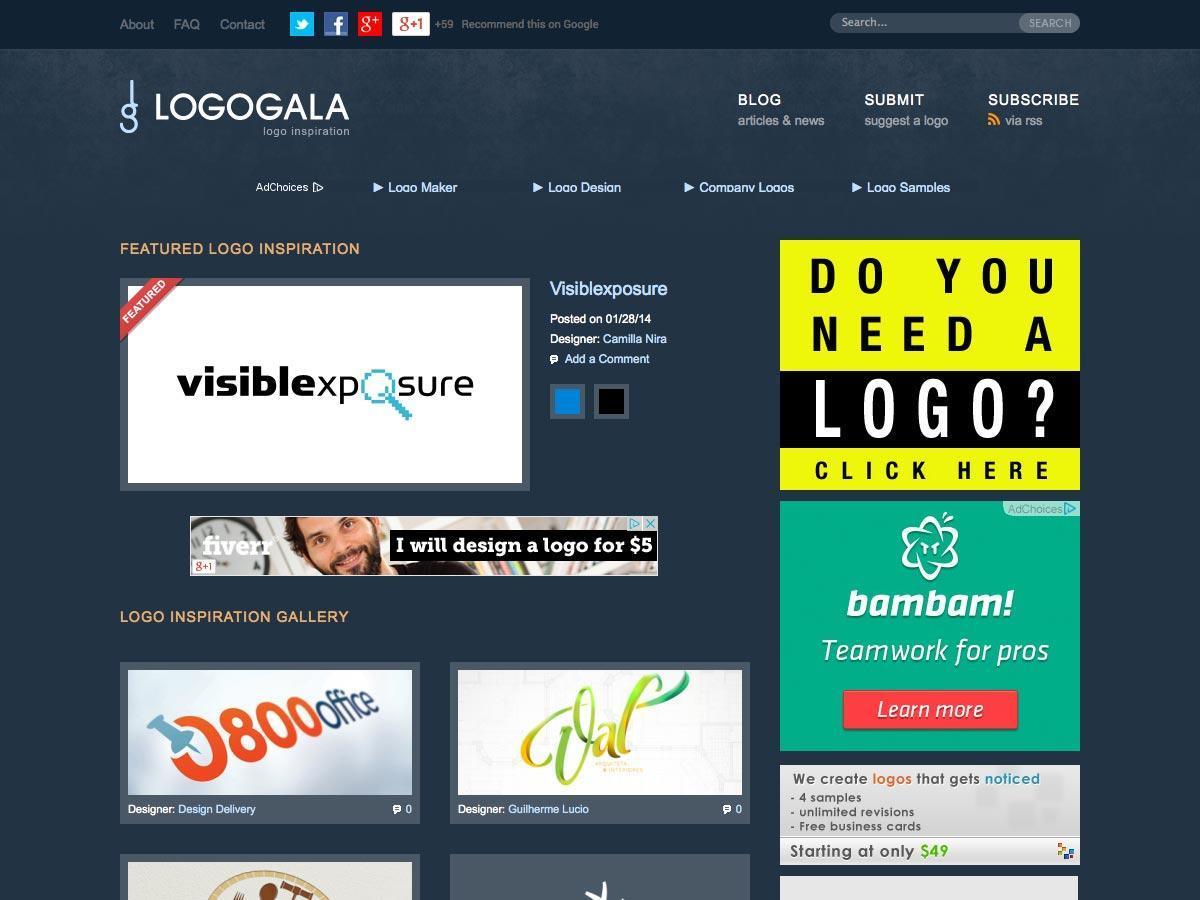 About FAQ Contact g+ g+1 +59 Recommend this on Google Search... SEARCH
LOGOGALA
logo inspiration
BLOG
articles & news
SUBMIT
suggest a logo
SUBSCRIBE
via rss
AdChoices Logo Maker Logo Design Company Logos Logo Samples
FEATURED LOGO INSPIRATION
FEATURED
visiblexposure
Visiblexposure
Posted on 01/28/14
Designer: Camilla Nira
Add a Comment
DO YOU
NEED A
LOGO?
CLICK HERE
fiverr
g+1
I will design a logo for $5
AdChoices
bambam!
Teamwork for pros
Learn more
LOGO INSPIRATION GALLERY
0800office
Designer: Design Delivery 0
Val
ARQUITETA
& INTERIORES
Designer: Guilherme Lucio 0
We create logos that gets noticed
- 4 samples
- unlimited revisions
- Free business cards
Starting at only $49